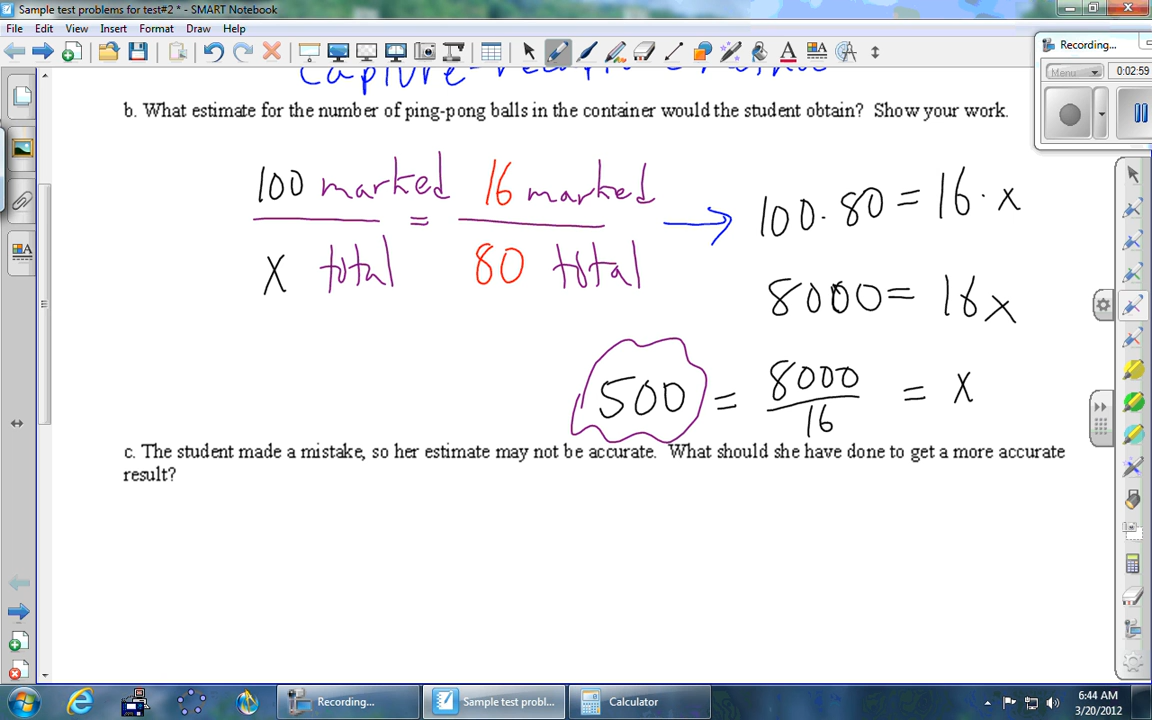 Sample test problems for test#2 * - SMART Notebook
File Edit View Insert Format Draw Help
Recording...
Menu
0:02:59
b. What estimate for the number of ping-pong balls in the container would the student obtain? Show your work.
100 marked / x total = 16 marked / 80 total → 100 · 80 = 16 · x
8000 = 16x
500 = 8000 / 16 = x
c. The student made a mistake, so her estimate may not be accurate. What should she have done to get a more accurate
result?
Recording...
Sample test probl...
Calculator
6:44 AM
3/20/2012